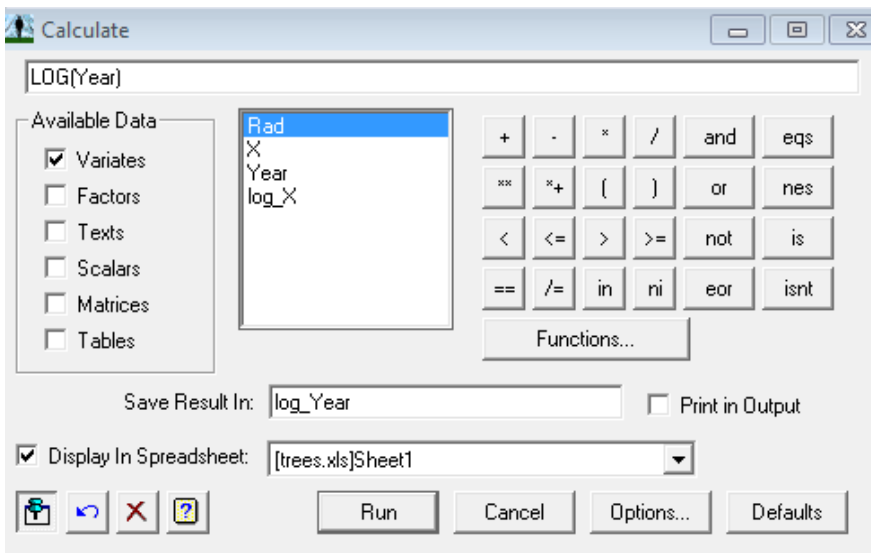 Calculate
LOG(Year)
Available Data
Variates
Factors
Texts
Scalars
Matrices
Tables
Rad
X
Year
log_X
+ - * / and eqs
** *+ ( ) or nes
< <= > >= not is
== /= in ni eor isnt
Functions...
Save Result In: log_Year Print in Output
Display In Spreadsheet: [trees.xls]Sheet1
? Run Cancel Options... Defaults